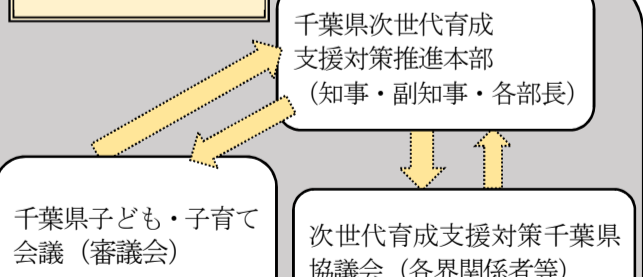 千葉県次世代育成
支援対策推進本部
（知事・副知事・各部長）
千葉県子ども・子育て
会議（審議会）
次世代育成支援対策千葉県
協議会（各界関係者等）